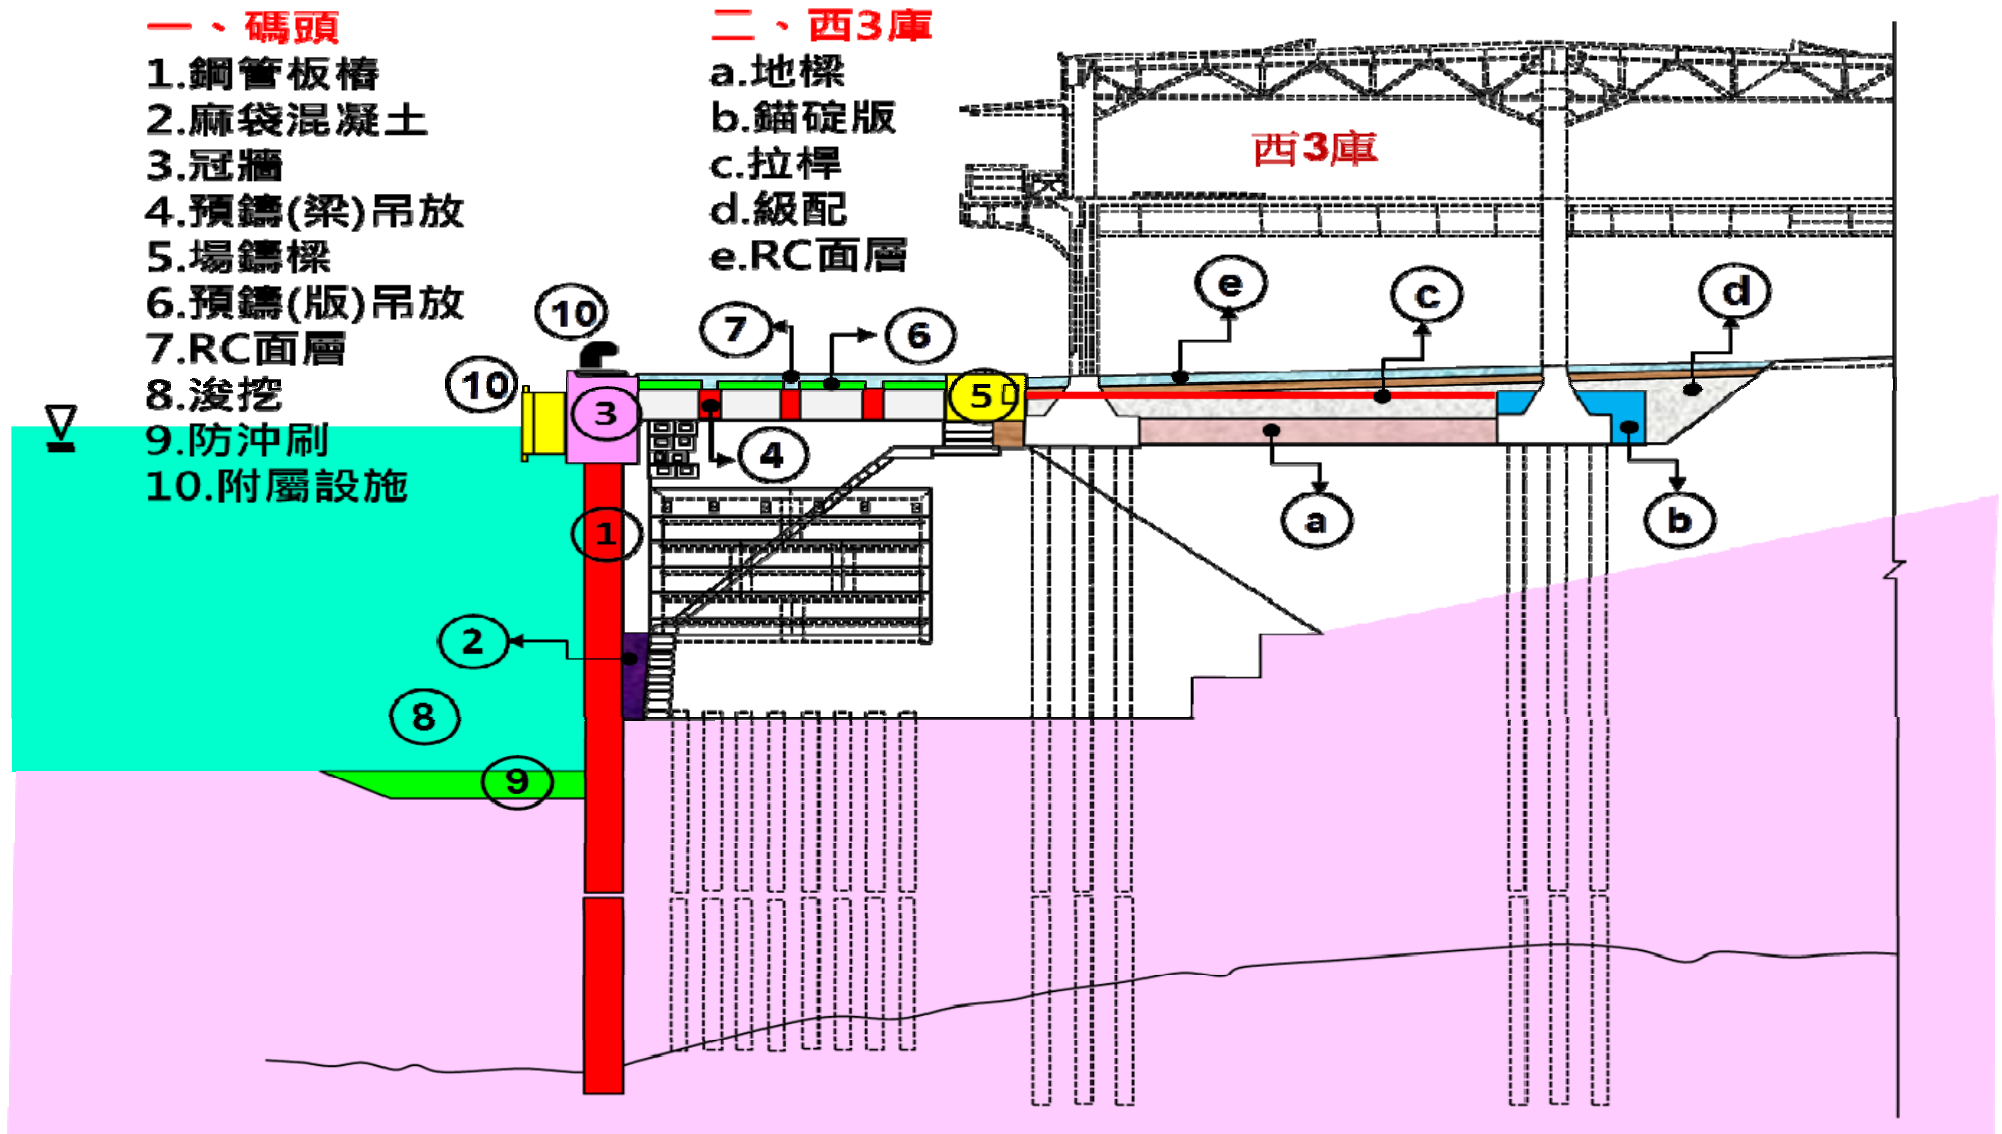 一、碼頭
1.鋼管板樁
2.麻袋混凝土
3.冠牆
4.預鑄(梁)吊放
5.場鑄樑
6.預鑄(版)吊放
7.RC面層
8.浚挖
9.防沖刷
10.附屬設施
二、西3庫
a.地樑
b.錨碇版
c.拉桿
d.級配
e.RC面層
西3庫
e
c
d
10
7
6
10
3
5
4
1
a
b
2
8
9